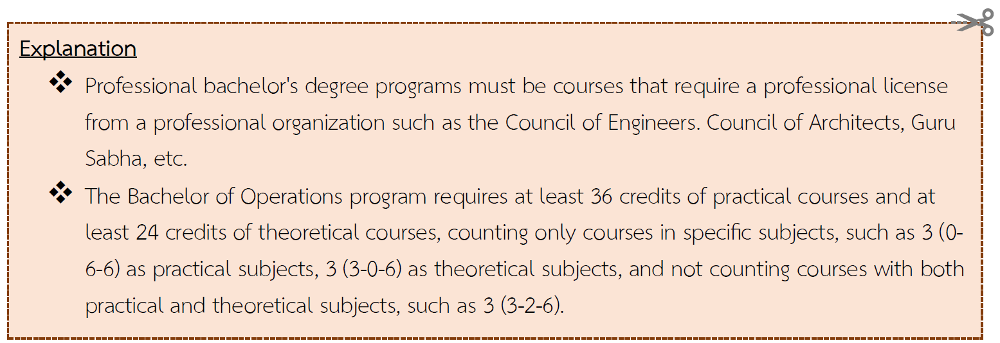 Explanation
❖ Professional bachelor's degree programs must be courses that require a professional license
from a professional organization such as the Council of Engineers. Council of Architects, Guru
Sabha, etc.
❖ The Bachelor of Operations program requires at least 36 credits of practical courses and at
least 24 credits of theoretical courses, counting only courses in specific subjects, such as 3 (0-
6-6) as practical subjects, 3 (3-0-6) as theoretical subjects, and not counting courses with both
practical and theoretical subjects, such as 3 (3-2-6).